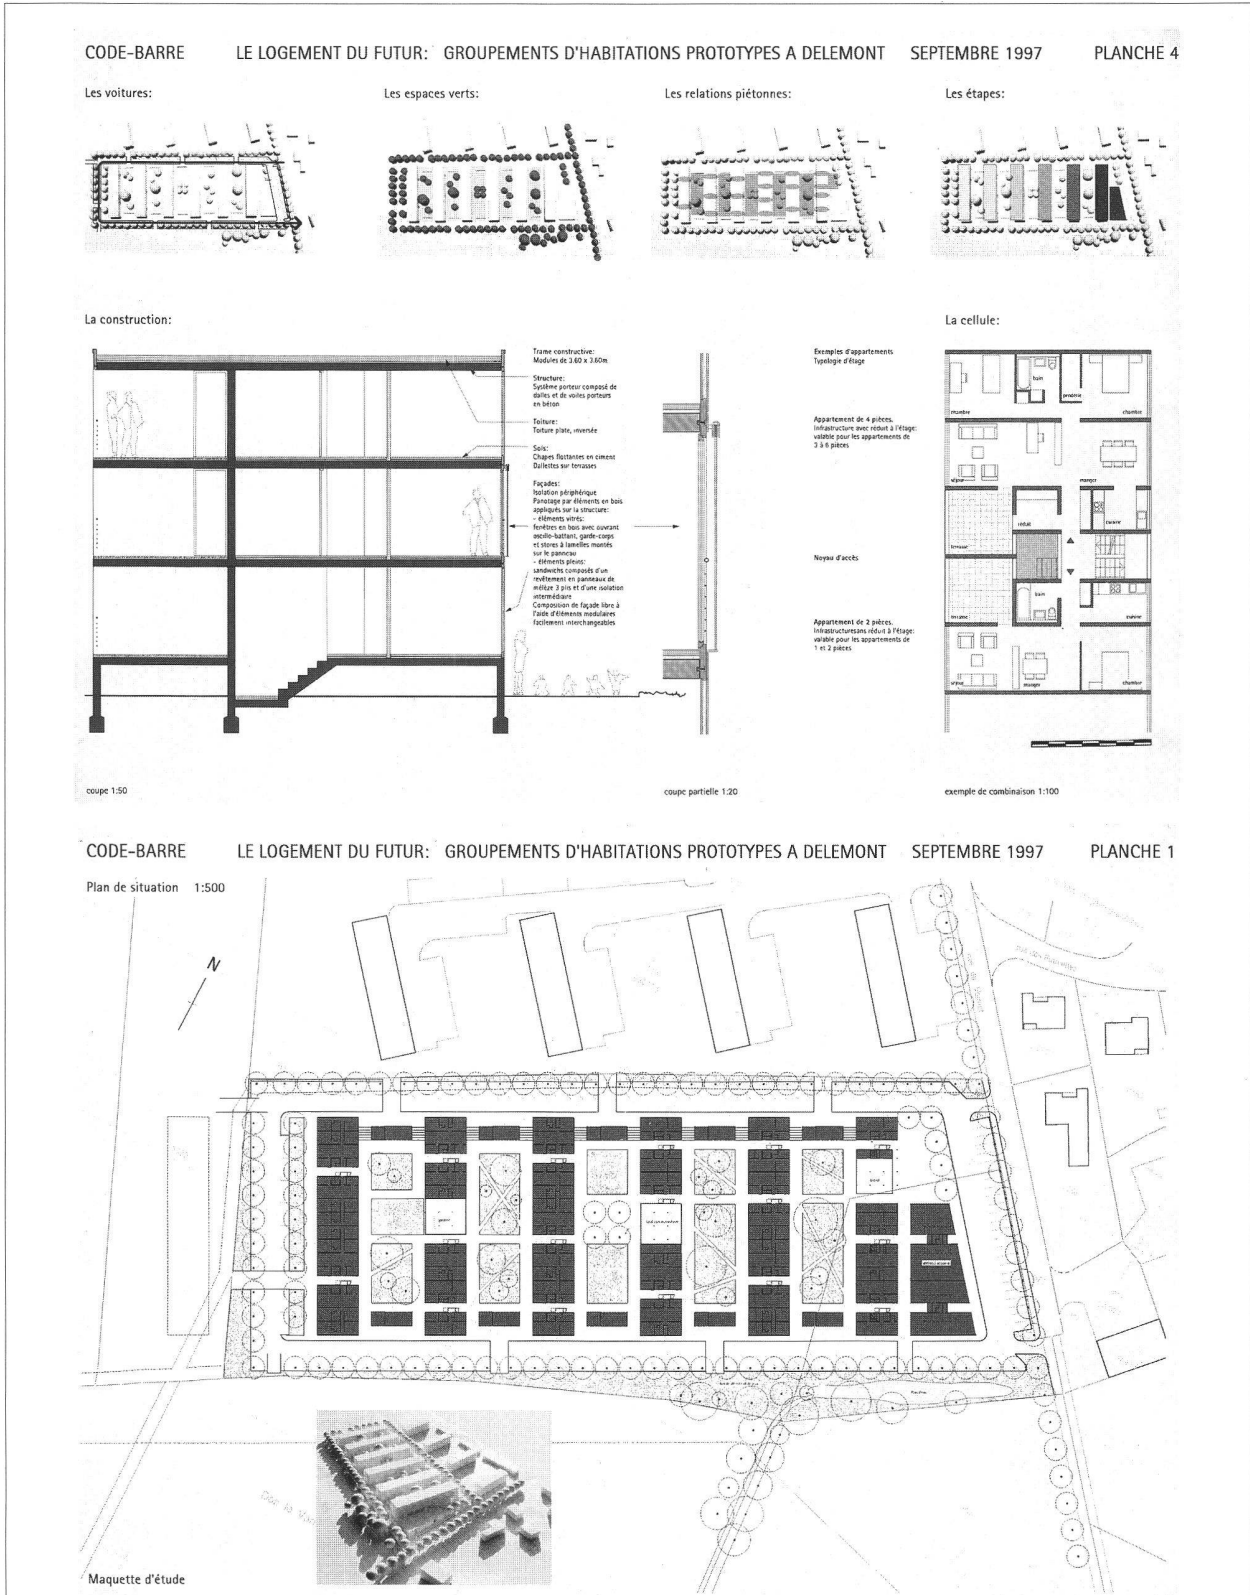 CODE-BARRE LE LOGEMENT DU FUTUR: GROUPEMENTS D'HABITATIONS PROTOTYPES A DELEMONT SEPTEMBRE 1997 PLANCHE 4
Les voitures: Les espaces verts: Les relations piétonnes: Les étapes:
La construction: La cellule:
Trame constructive:
Modules de 3.60 x 3.60m
Structure:
Système porteur composé de
dalles et de voiles porteurs
en béton
Toiture:
Toiture plate, inversée
Sols:
Chapes flottantes en ciment
Dallettes sur terrasses
Façades:
Isolation périphérique
Panotage par éléments en bois
appliqués sur la structure:
- éléments vitrés:
fenêtres en bois avec ouvrant
oscillo-battant, garde-corps
et stores à lamelles montés
sur le panneau
- éléments pleins:
sandwichs composés d'un
revêtement en panneaux de
mélèze 3 plis et d'une isolation
intermédiaire
Composition de façade libre à
l'aide d'éléments modulaires
facilement interchangeables
Exemples d'appartements
Typologie d'étage
Appartement de 4 pièces.
Infrastructure avec réduit à l'étage:
valable pour les appartements de
3 à 6 pièces
Noyau d'accès
Appartement de 2 pièces.
Infrastructuresans réduit à l'étage:
valable pour les appartements de
1 et 2 pièces
bain
penderie
chambre
chambre
séjour
manger
réduit
cuisine
terrasse
bain
terrasse
cuisine
séjour
manger
chambre
coupe 1:50
coupe partielle 1:20
exemple de combinaison 1:100
CODE-BARRE LE LOGEMENT DU FUTUR: GROUPEMENTS D'HABITATIONS PROTOTYPES A DELEMONT SEPTEMBRE 1997 PLANCHE 1
Plan de situation 1:500
N
Maquette d'étude